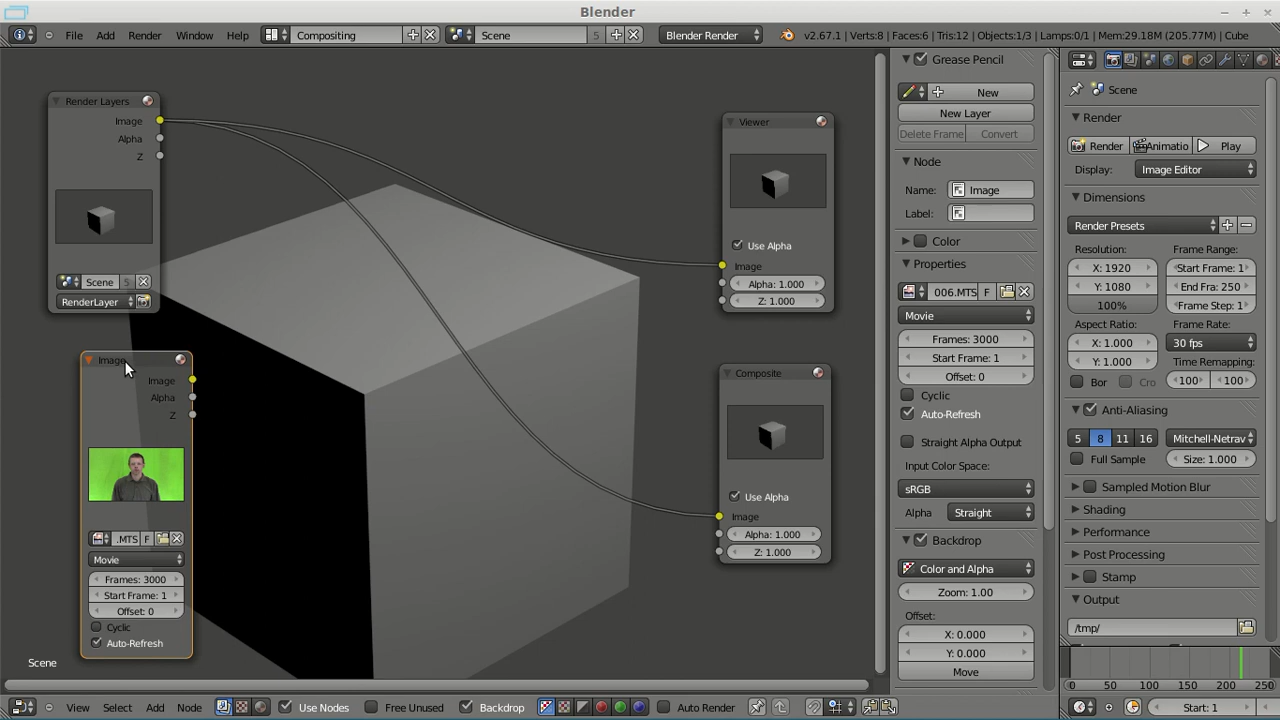 Blender
File Add Render Window Help Compositing Scene 5 Blender Render v2.67.1 | Verts:8 | Faces:6 | Tris:12 | Objects:1/3 | Lamps:0/1 | Mem:29.18M (205.77M) | Cube
Render Layers
Image
Alpha
Z
Scene 5
RenderLayer
Image
Image
Alpha
Z
.MTS F
Movie
Frames: 3000
Start Frame: 1
Offset: 0
Cyclic
Auto-Refresh
Scene
Viewer
Use Alpha
Image
Alpha: 1.000
Z: 1.000
Composite
Use Alpha
Image
Alpha: 1.000
Z: 1.000
Grease Pencil
New
New Layer
Delete Frame Convert
Node
Name: Image
Label:
Color
Properties
006.MTS F
Movie
Frames: 3000
Start Frame: 1
Offset: 0
Cyclic
Auto-Refresh
Straight Alpha Output
Input Color Space:
sRGB
Alpha Straight
Backdrop
Color and Alpha
Zoom: 1.00
Offset:
X: 0.000
Y: 0.000
Move
Scene
Render
Render Animatio Play
Display: Image Editor
Dimensions
Render Presets
Resolution: Frame Range:
X: 1920 Start Frame: 1
Y: 1080 End Fra: 250
100% Frame Step: 1
Aspect Ratio: Frame Rate:
X: 1.000 30 fps
Y: 1.000 Time Remapping:
Bor Cro 100 100
Anti-Aliasing
5 8 11 16 Mitchell-Netrav
Full Sample Size: 1.000
Sampled Motion Blur
Shading
Performance
Post Processing
Stamp
Output
/tmp/
0 50 100 150 200 250
View Select Add Node Use Nodes Free Unused Backdrop Auto Render Start: 1